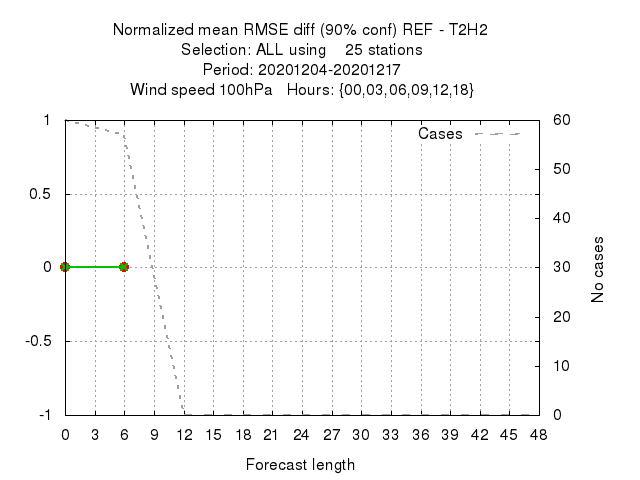 Normalized mean RMSE diff (90% conf) REF - T2H2
Selection: ALL using    25 stations
Period: 20201204-20201217
Wind speed 100hPa   Hours: {00,03,06,09,12,18}
Cases
1
0.5
0
-0.5
-1
60
50
40
30
20
10
0
No cases
0 3 6 9 12 15 18 21 24 27 30 33 36 39 42 45 48
Forecast length